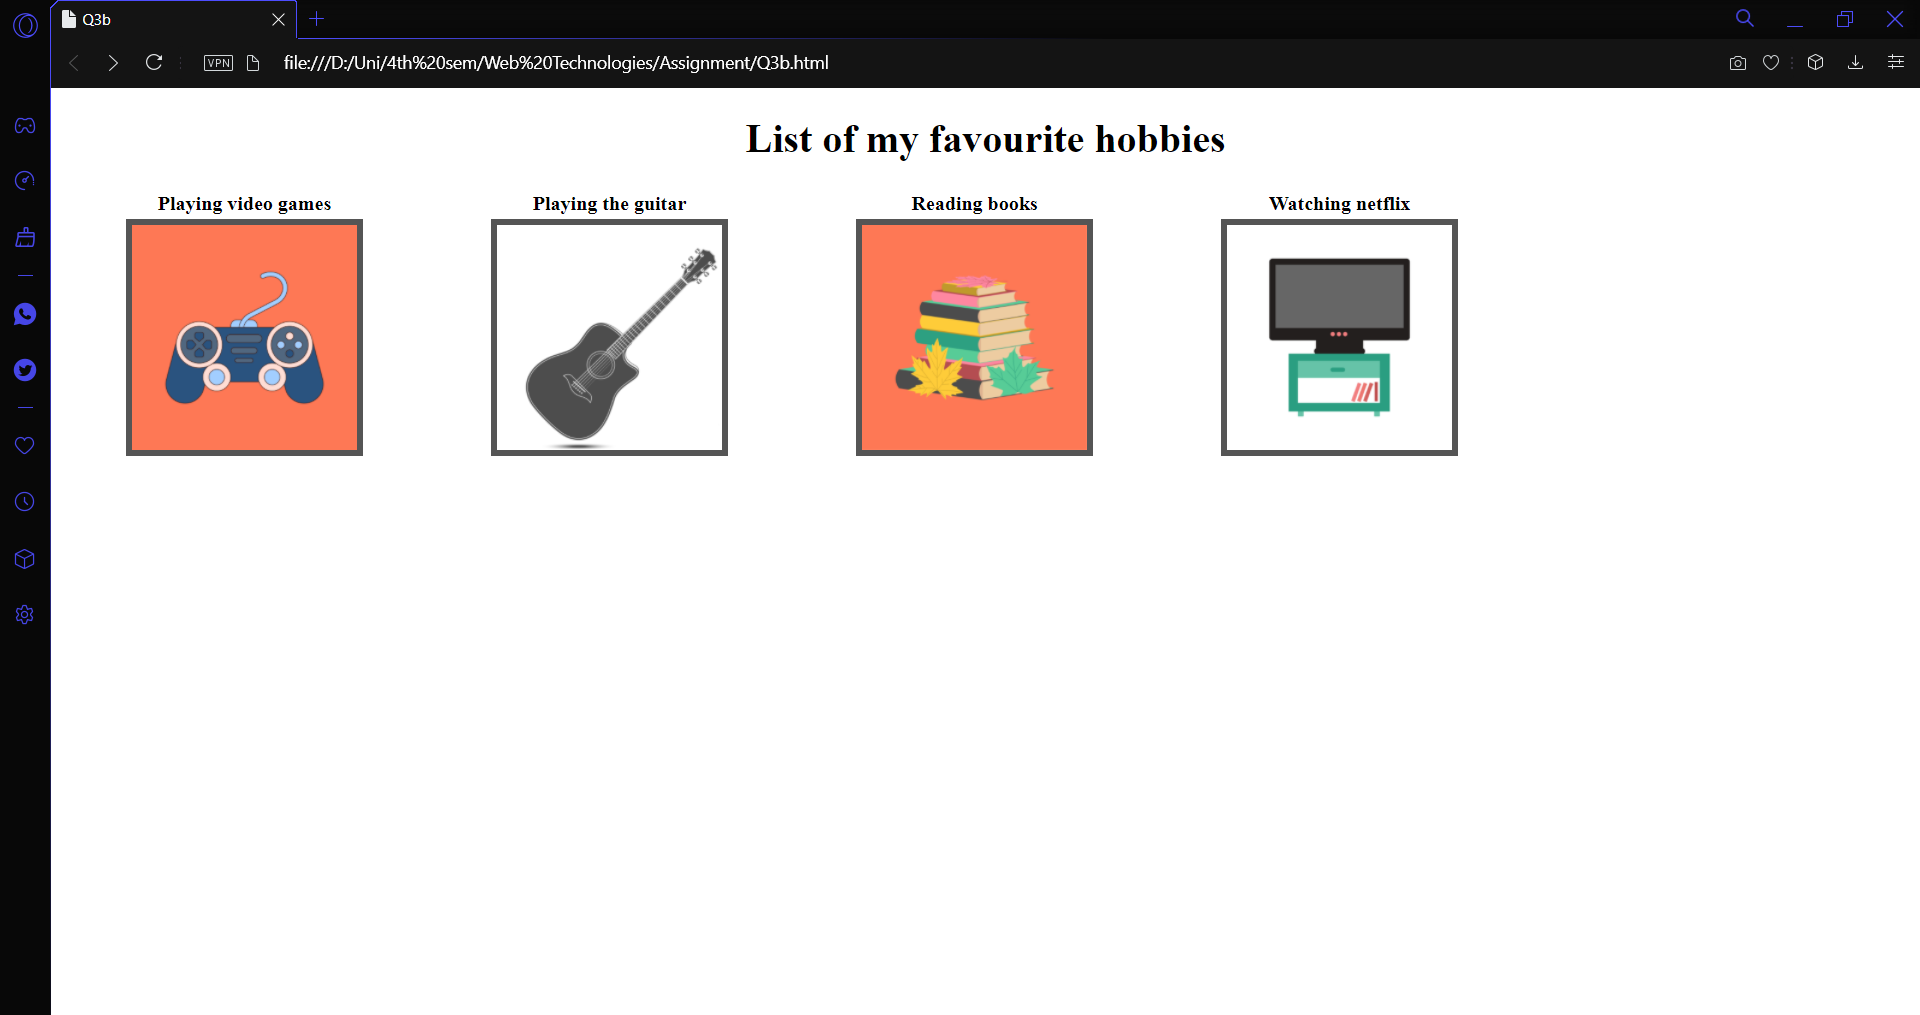 Q3b
VPN
file:///D:/Uni/4th%20sem/Web%20Technologies/Assignment/Q3b.html
List of my favourite hobbies
Playing video games
Playing the guitar
Reading books
Watching netflix